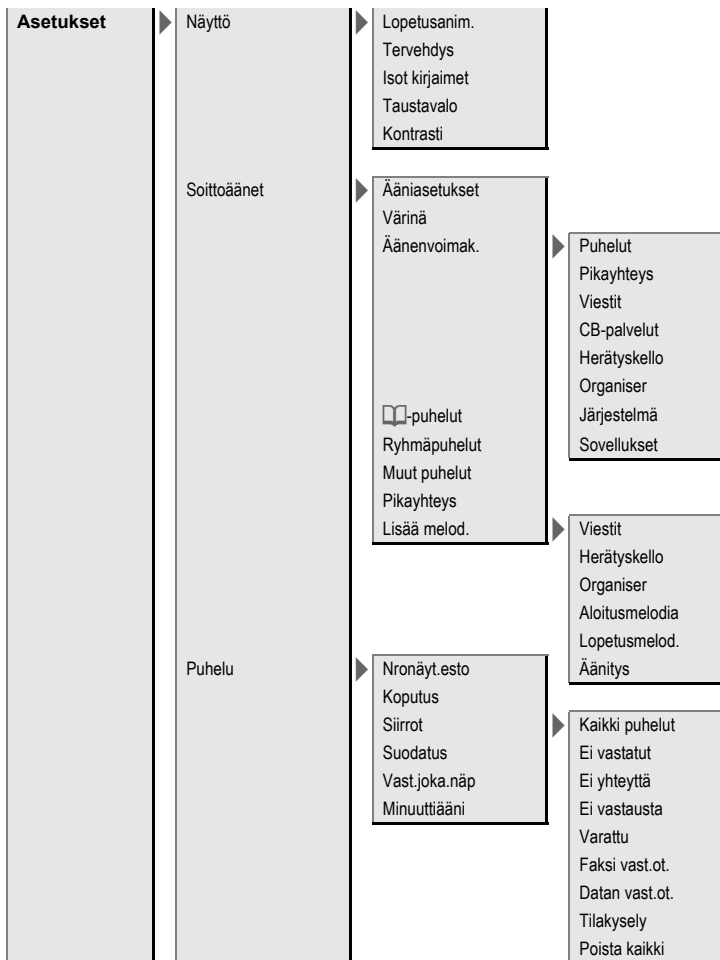 Asetukset
Näyttö
Lopetusanim.
Tervehdys
Isot kirjaimet
Taustavalo
Kontrasti
Soittoäänet
Ääniasetukset
Värinä
Äänenvoimak.
Puhelut
Pikayhteys
Viestit
CB-palvelut
Herätyskello
Organiser
Järjestelmä
Sovellukset
-puhelut
Ryhmäpuhelut
Muut puhelut
Pikayhteys
Lisää melod.
Viestit
Herätyskello
Organiser
Aloitusmelodia
Lopetusmelod.
Äänitys
Puhelu
Nronäyt.esto
Koputus
Siirrot
Kaikki puhelut
Ei vastatut
Ei yhteyttä
Ei vastausta
Varattu
Faksi vast.ot.
Datan vast.ot.
Tilakysely
Poista kaikki
Suodatus
Vast.joka.näp
Minuuttiääni